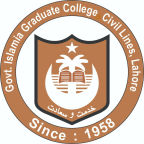 Govt. Islamia Graduate College Civil Lines, Lahore
خدمت و سعادت
Since : 1958